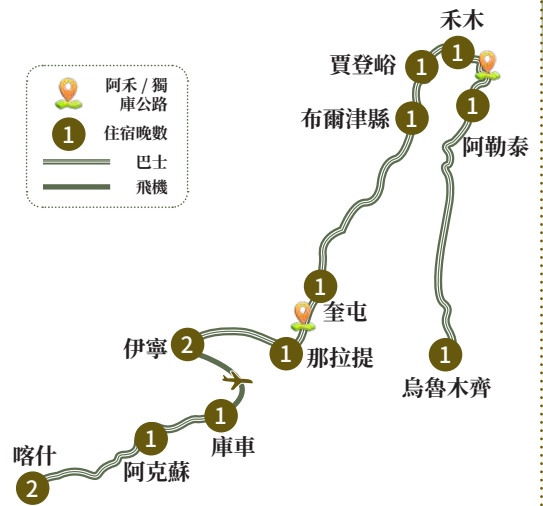 禾木
1
賈登峪
1
阿禾 / 獨
庫公路
1
住宿晚數
巴士
飛機
布爾津縣
1
1
阿勒泰
1
奎屯
伊寧
2
1
那拉提
1
烏魯木齊
1
庫車
1
阿克蘇
喀什
2